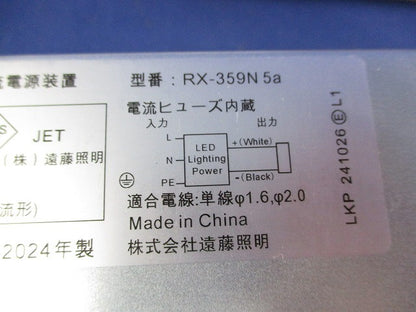 流電源装置
型番：RX-359N 5a
電流ヒューズ内蔵
入力 出力
L
N
PE
LED
Lighting
Power
+(White)
-(Black)
S
JET
(株)遠藤照明
流形)
適合電線：単線φ1.6,φ2.0
Made in China
2024年製
株式会社遠藤照明
LKP 241026 Ⓔ L1